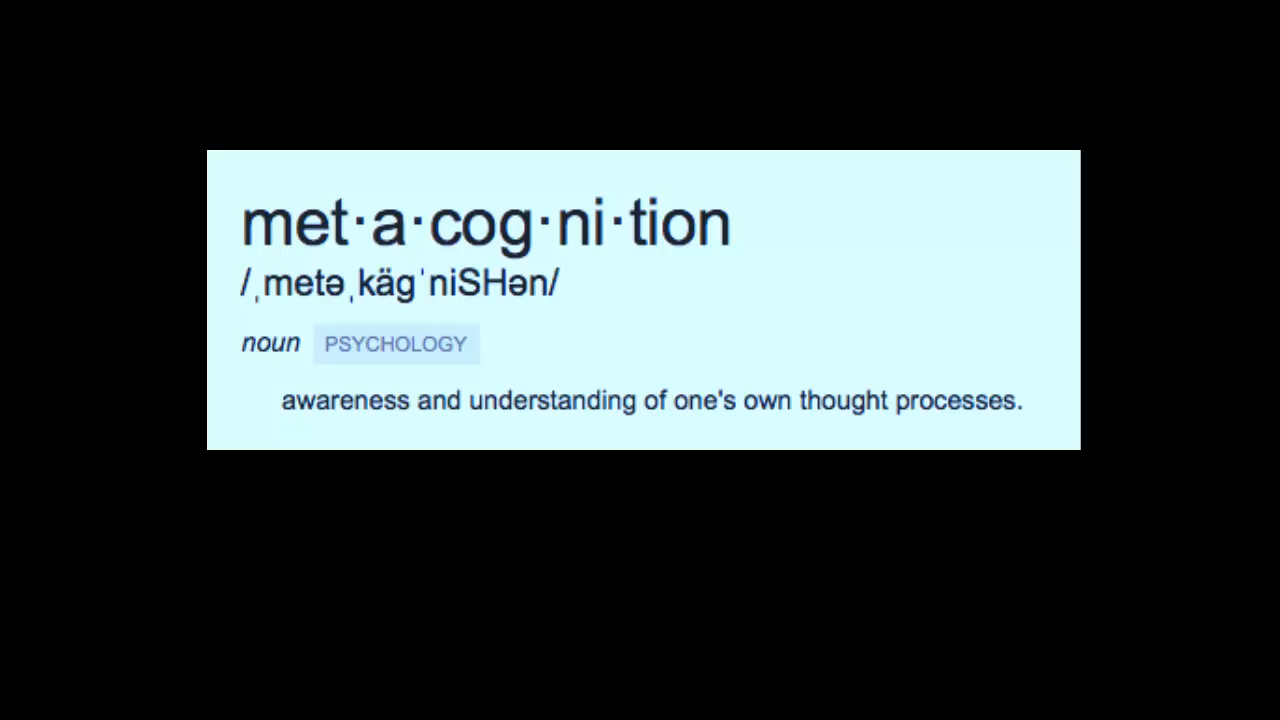 met·a·cog·ni·tion
/ˌmetəˌkägˈniSHən/
noun PSYCHOLOGY
awareness and understanding of one's own thought processes.